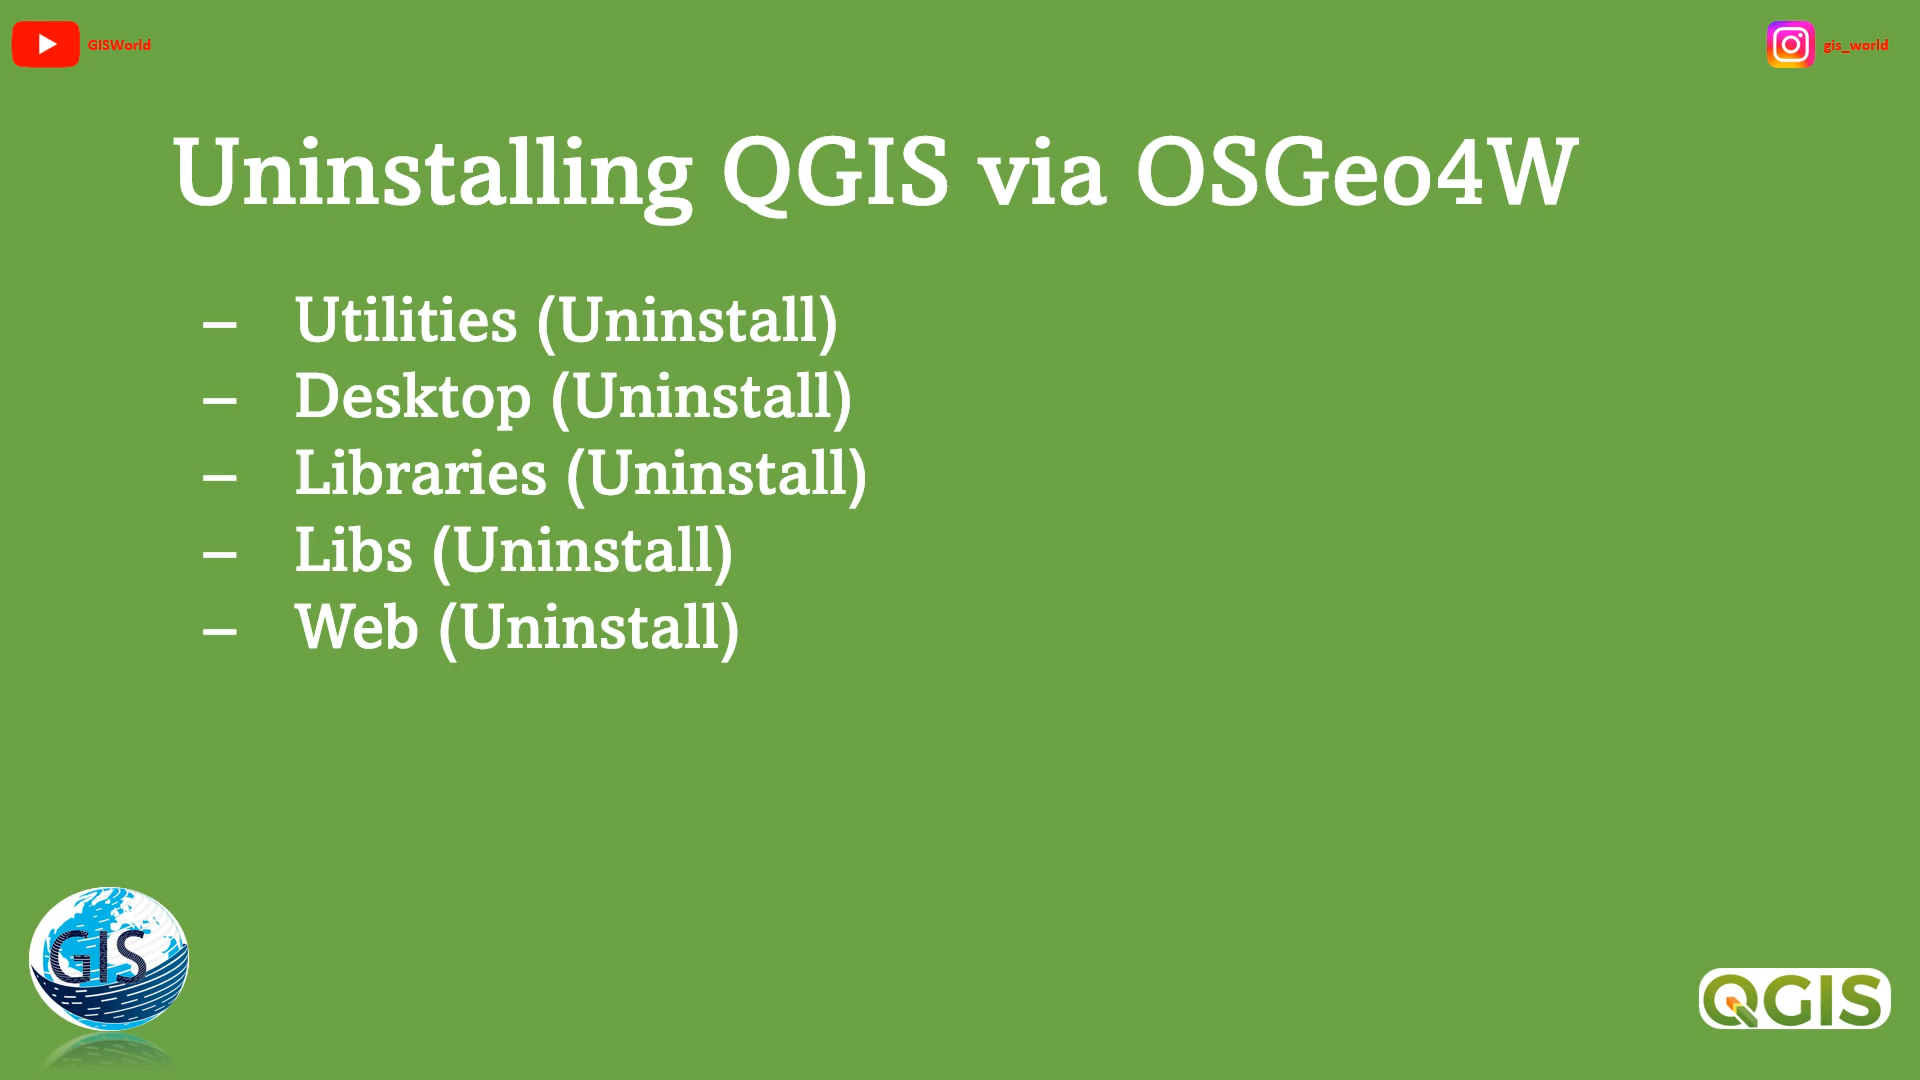 GISWorld
gis_world
Uninstalling QGIS via OSGeo4W
– Utilities (Uninstall)
– Desktop (Uninstall)
– Libraries (Uninstall)
– Libs (Uninstall)
– Web (Uninstall)
GIS
QGIS